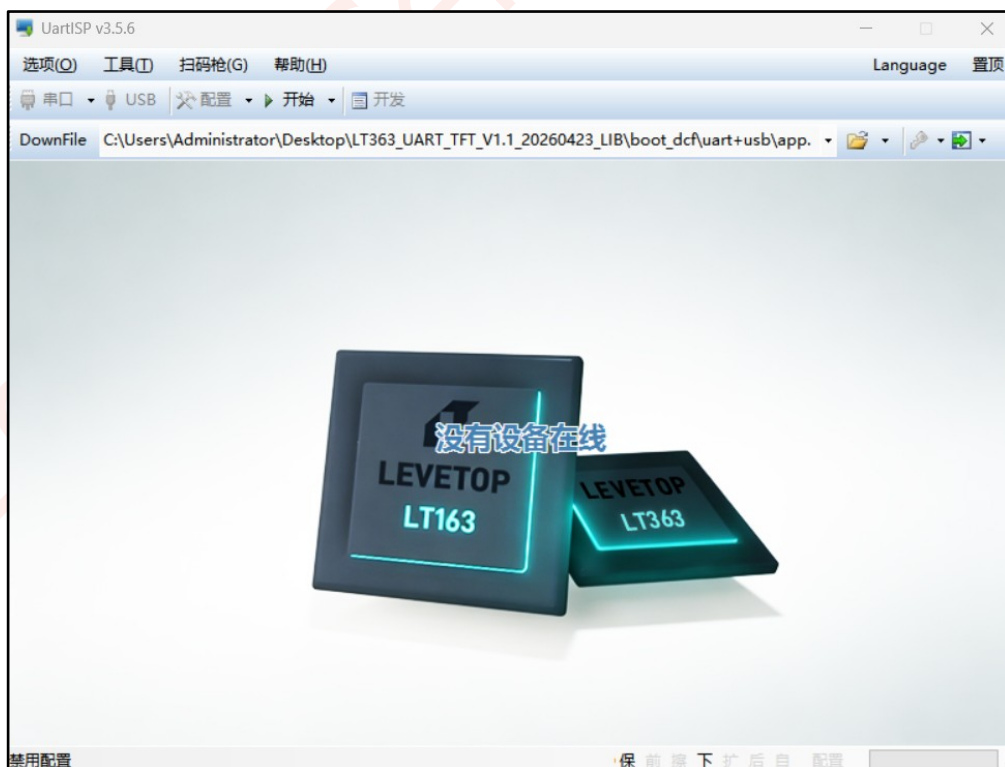 UartISP v3.5.6
选项(O) 工具(T) 扫码枪(G) 帮助(H) Language 置顶
串口 USB 配置 开始 开发
DownFile C:\Users\Administrator\Desktop\LT363_UART_TFT_V1.1_20260423_LIB\boot_dcf\uart+usb\app.
没有设备在线
LEVETOP
LT163
LEVETOP
LT363
禁用配置 保 前 擦 下 扩 后 自 配置